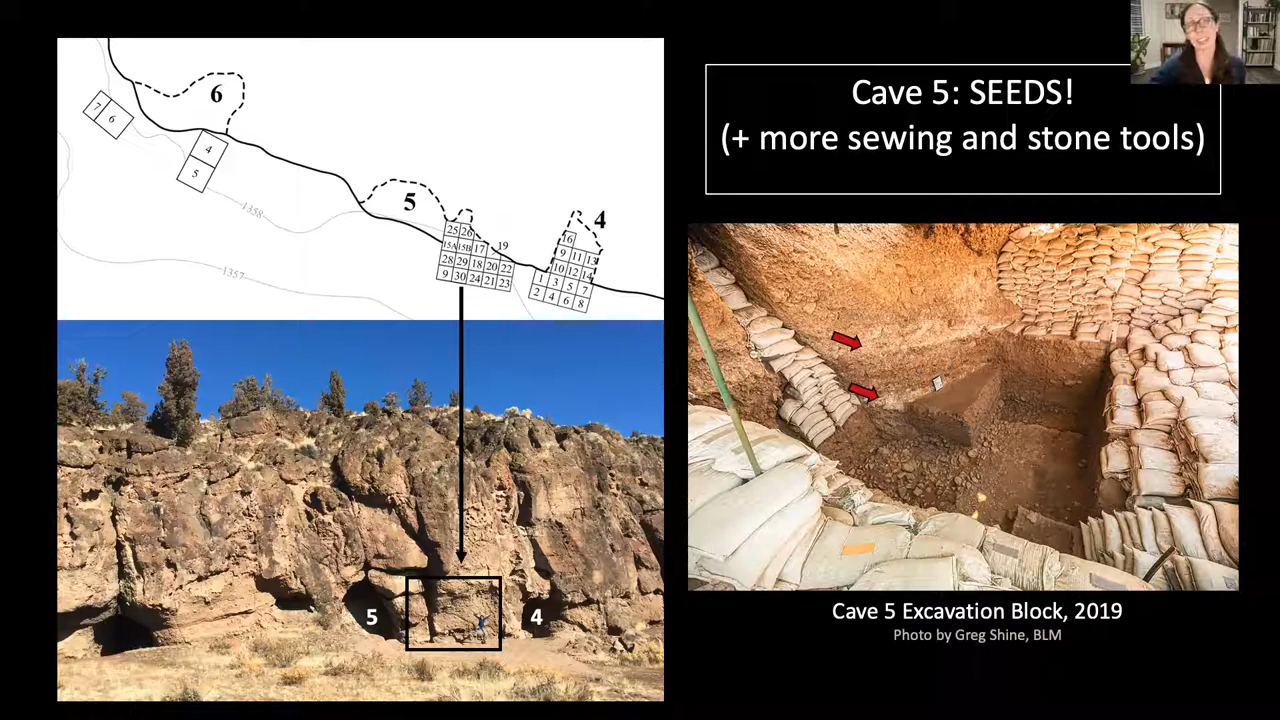 6
7 6
4
5
1358
5
4
25 26
19
16
15A 15B 17
9 11 13
28 29 18 20 22
10 12 14
9 30 24 21 23
1 3 5 7
2 4 6 8
1357
5
4
Cave 5: SEEDS!
(+ more sewing and stone tools)
Cave 5 Excavation Block, 2019
Photo by Greg Shine, BLM